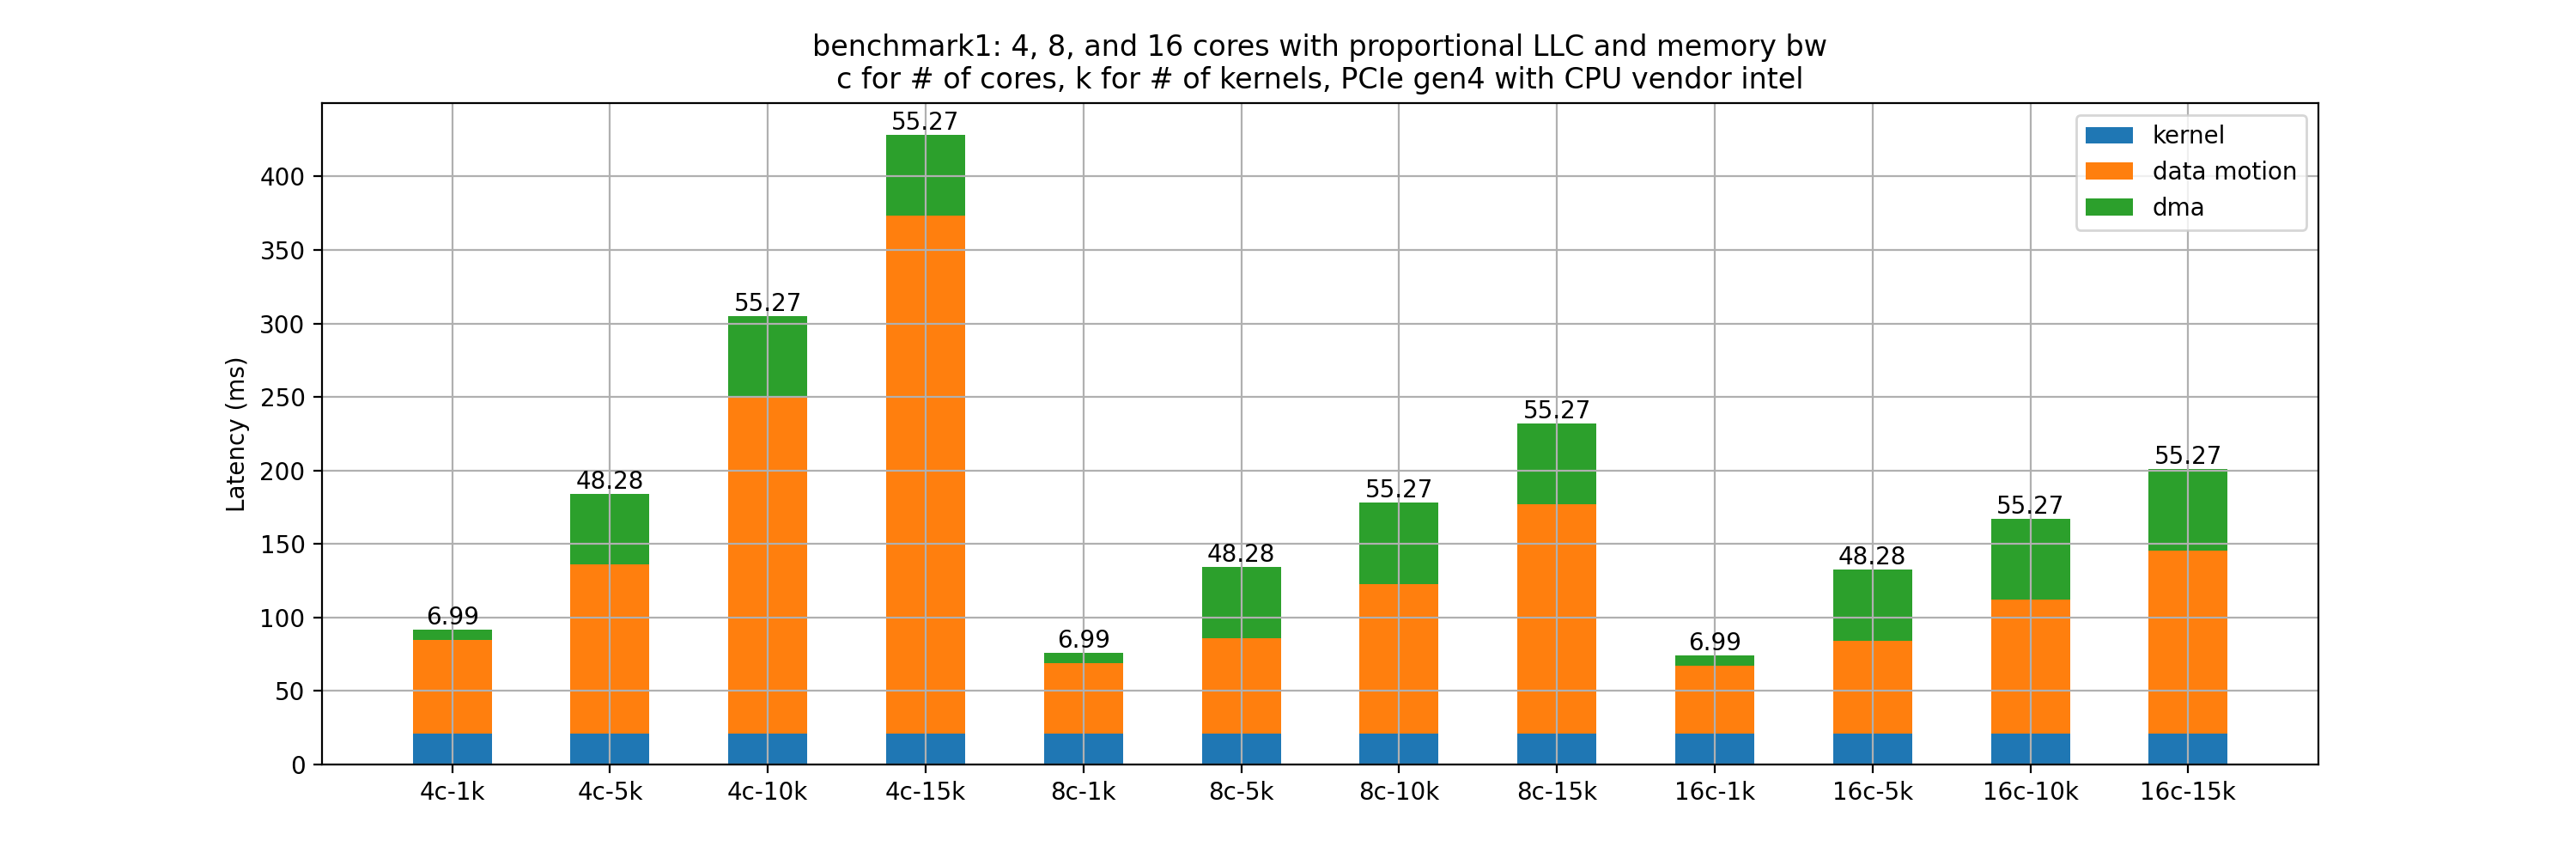 benchmark1: 4, 8, and 16 cores with proportional LLC and memory bw
c for # of cores, k for # of kernels, PCIe gen4 with CPU vendor intel
kernel
data motion
dma
Latency (ms)
400
350
300
250
200
150
100
50
0
6.99
48.28
55.27
55.27
6.99
48.28
55.27
55.27
6.99
48.28
55.27
55.27
4c-1k
4c-5k
4c-10k
4c-15k
8c-1k
8c-5k
8c-10k
8c-15k
16c-1k
16c-5k
16c-10k
16c-15k